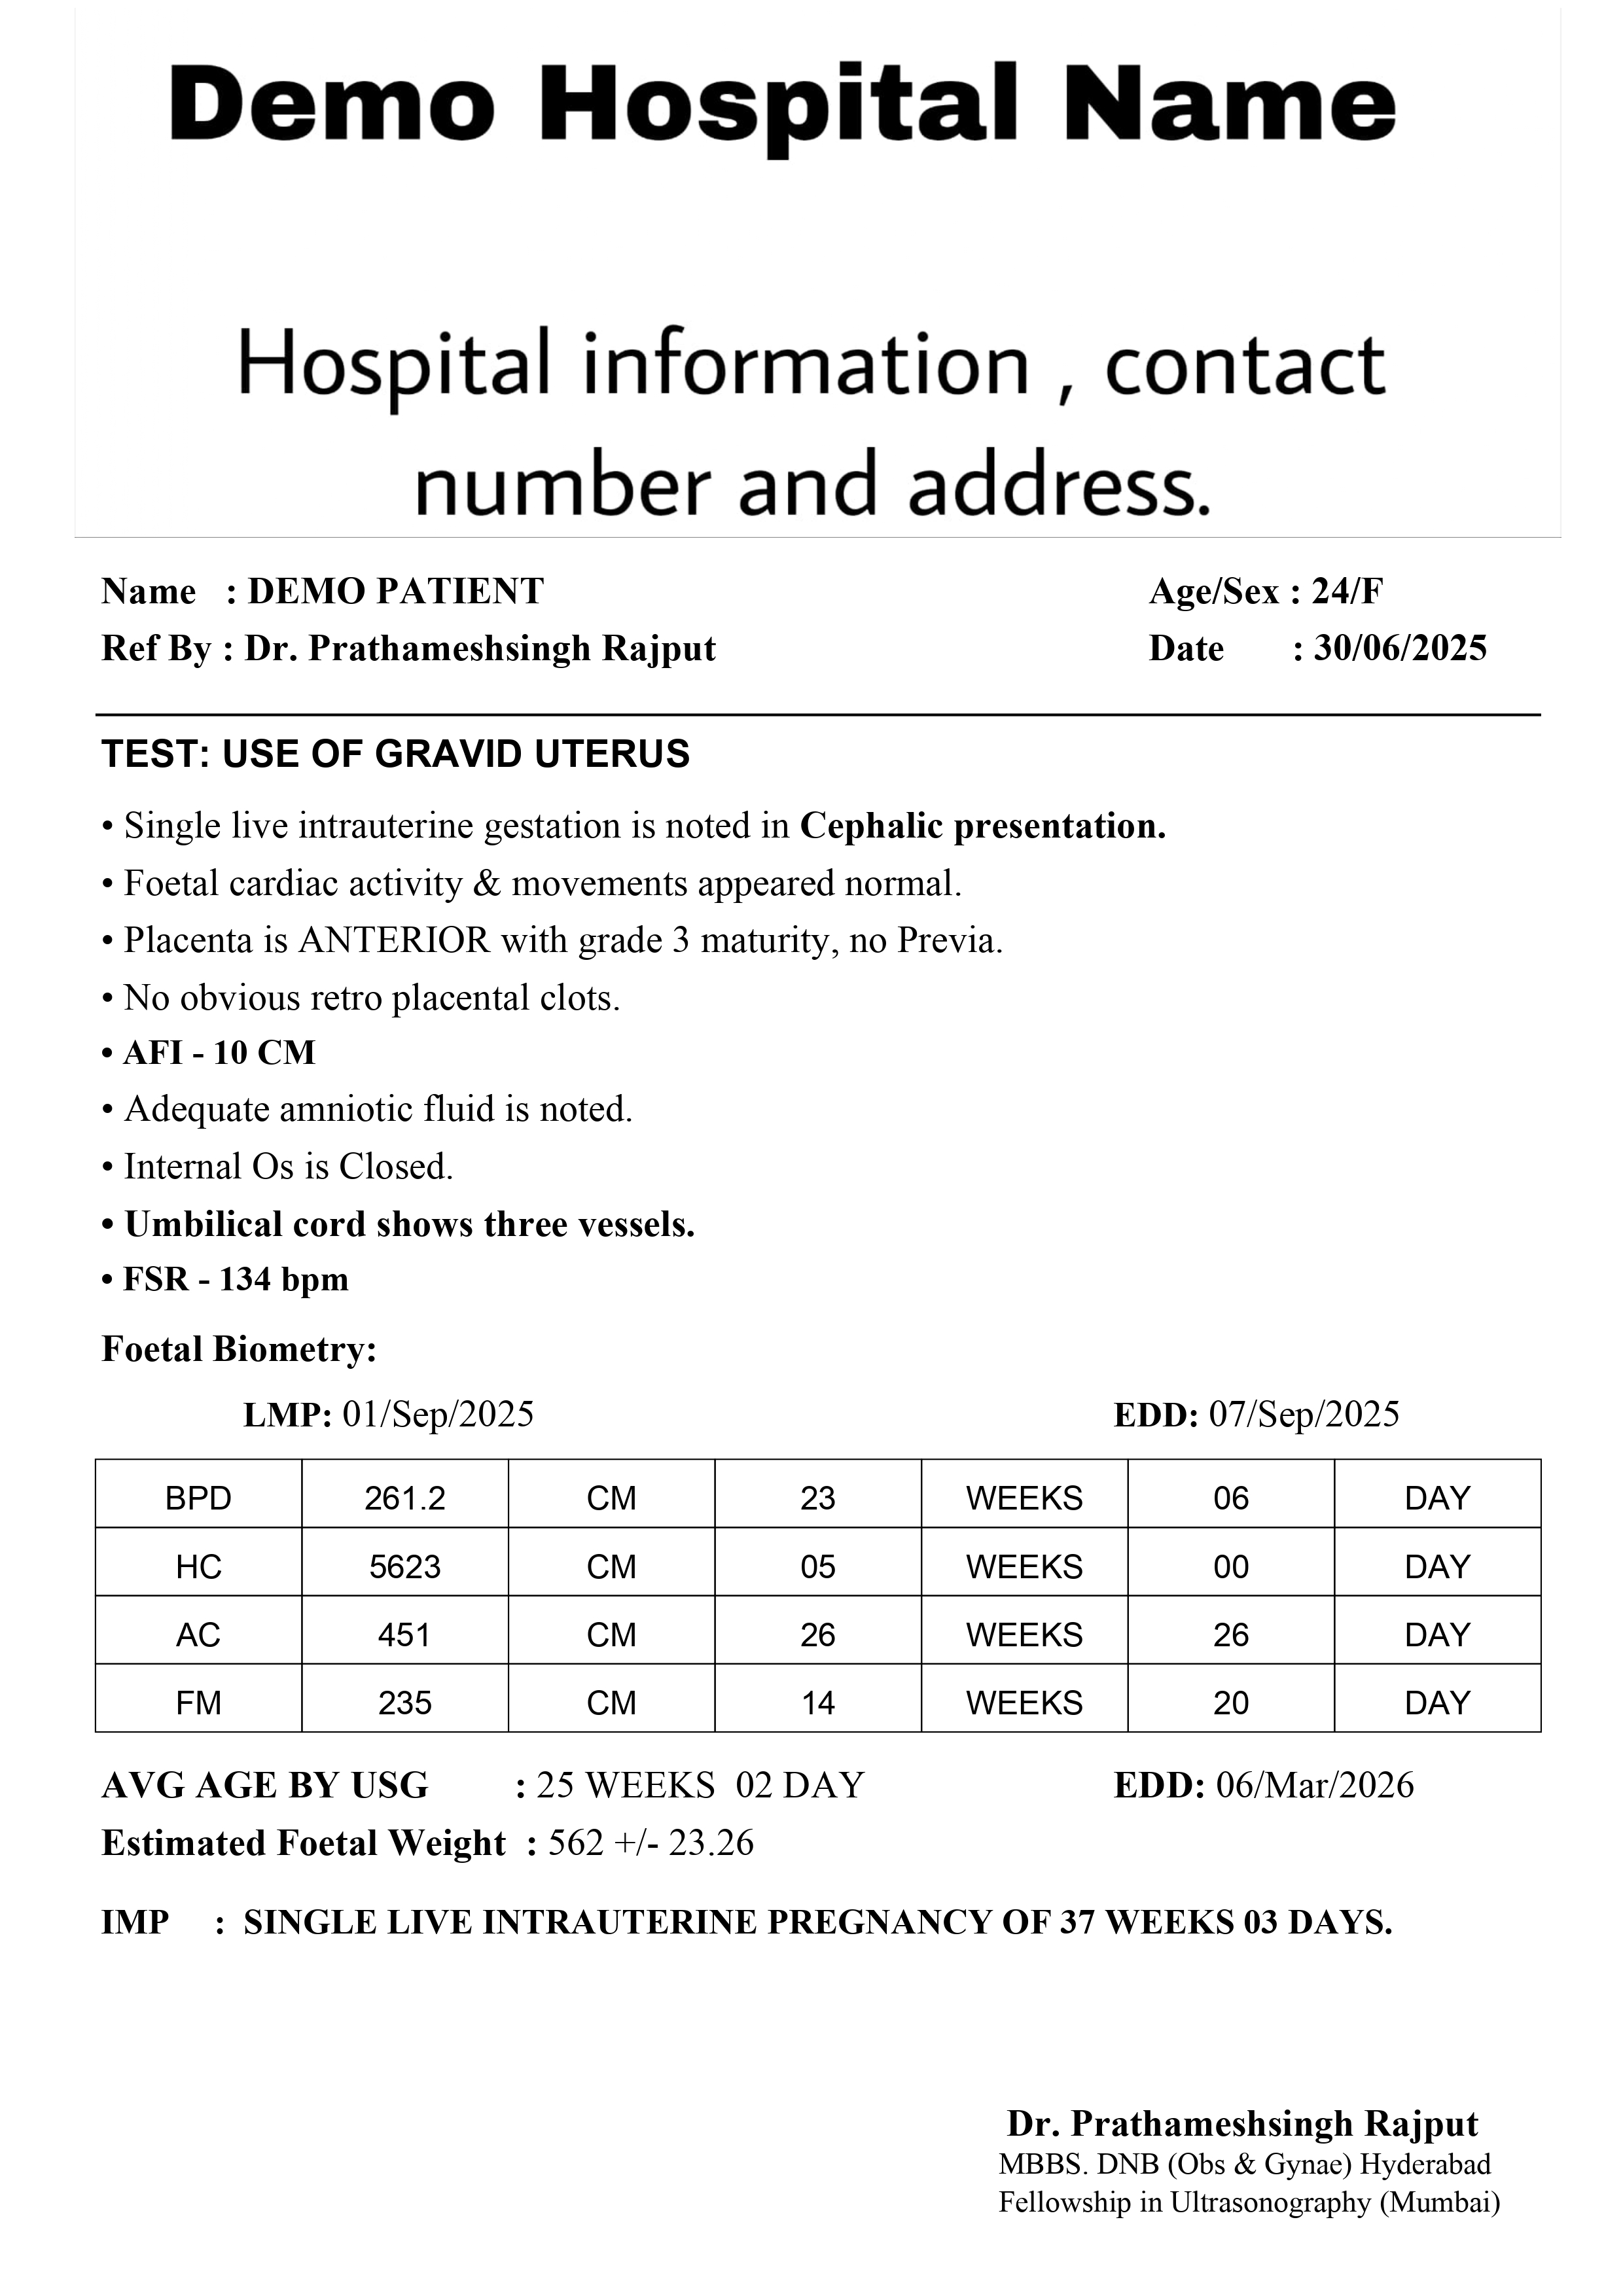 Demo Hospital Name
Hospital information , contact
number and address.
Name : DEMO PATIENT Age/Sex : 24/F
Ref By : Dr. Prathameshsingh Rajput Date : 30/06/2025
TEST: USE OF GRAVID UTERUS
• Single live intrauterine gestation is noted in Cephalic presentation.
• Foetal cardiac activity & movements appeared normal.
• Placenta is ANTERIOR with grade 3 maturity, no Previa.
• No obvious retro placental clots.
• AFI - 10 CM
• Adequate amniotic fluid is noted.
• Internal Os is Closed.
• Umbilical cord shows three vessels.
• FSR - 134 bpm
Foetal Biometry:
LMP: 01/Sep/2025 EDD: 07/Sep/2025
BPD 261.2 CM 23 WEEKS 06 DAY
HC 5623 CM 05 WEEKS 00 DAY
AC 451 CM 26 WEEKS 26 DAY
FM 235 CM 14 WEEKS 20 DAY
AVG AGE BY USG : 25 WEEKS 02 DAY EDD: 06/Mar/2026
Estimated Foetal Weight : 562 +/- 23.26
IMP : SINGLE LIVE INTRAUTERINE PREGNANCY OF 37 WEEKS 03 DAYS.
Dr. Prathameshsingh Rajput
MBBS. DNB (Obs & Gynae) Hyderabad
Fellowship in Ultrasonography (Mumbai)